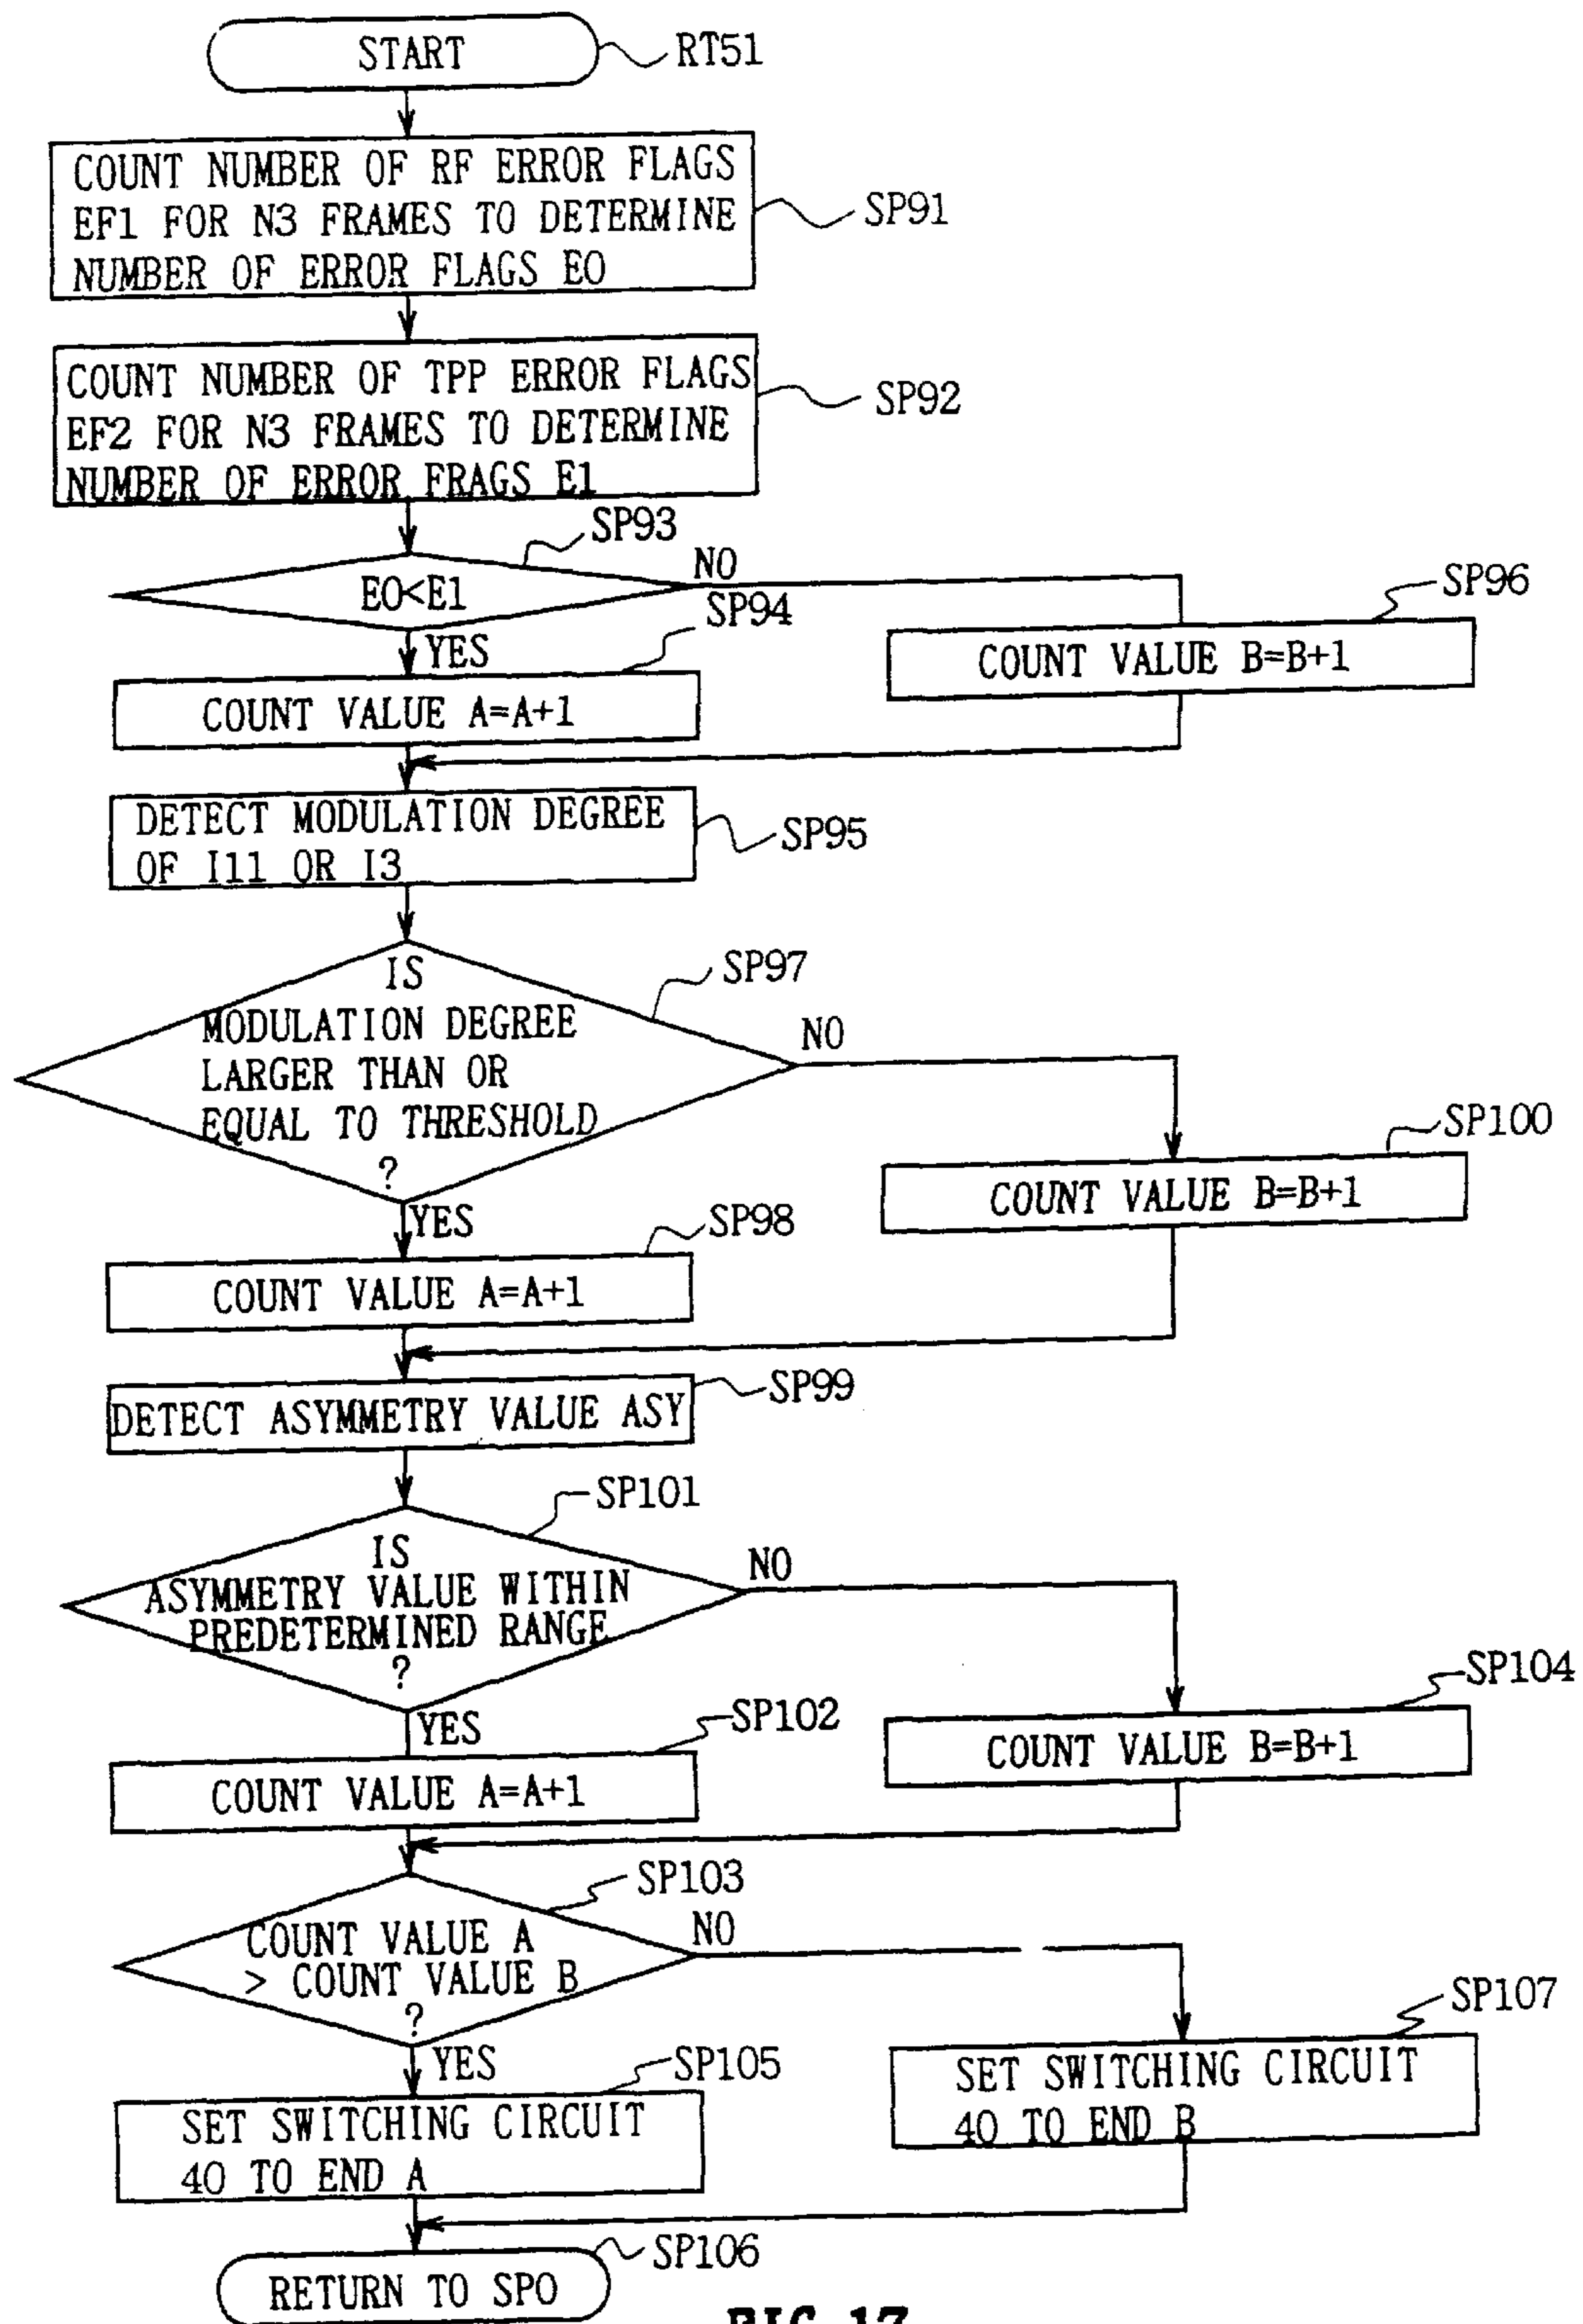 START
RT51
COUNT NUMBER OF RF ERROR FLAGS
EF1 FOR N3 FRAMES TO DETERMINE
NUMBER OF ERROR FLAGS E0
SP91
COUNT NUMBER OF TPP ERROR FLAGS
EF2 FOR N3 FRAMES TO DETERMINE
NUMBER OF ERROR FRAGS E1
SP92
SP93
E0<E1
NO
YES
SP94
COUNT VALUE A=A+1
SP96
COUNT VALUE B=B+1
DETECT MODULATION DEGREE
OF I11 OR I3
SP95
IS
MODULATION DEGREE
LARGER THAN OR
EQUAL TO THRESHOLD
?
SP97
NO
YES
SP98
COUNT VALUE A=A+1
SP100
COUNT VALUE B=B+1
DETECT ASYMMETRY VALUE ASY
SP99
SP101
IS
ASYMMETRY VALUE WITHIN
PREDETERMINED RANGE
?
NO
YES
SP102
COUNT VALUE A=A+1
SP104
COUNT VALUE B=B+1
SP103
COUNT VALUE A
> COUNT VALUE B
?
NO
YES
SP105
SET SWITCHING CIRCUIT
40 TO END A
SP107
SET SWITCHING CIRCUIT
40 TO END B
SP106
RETURN TO SP0
FIG. 17